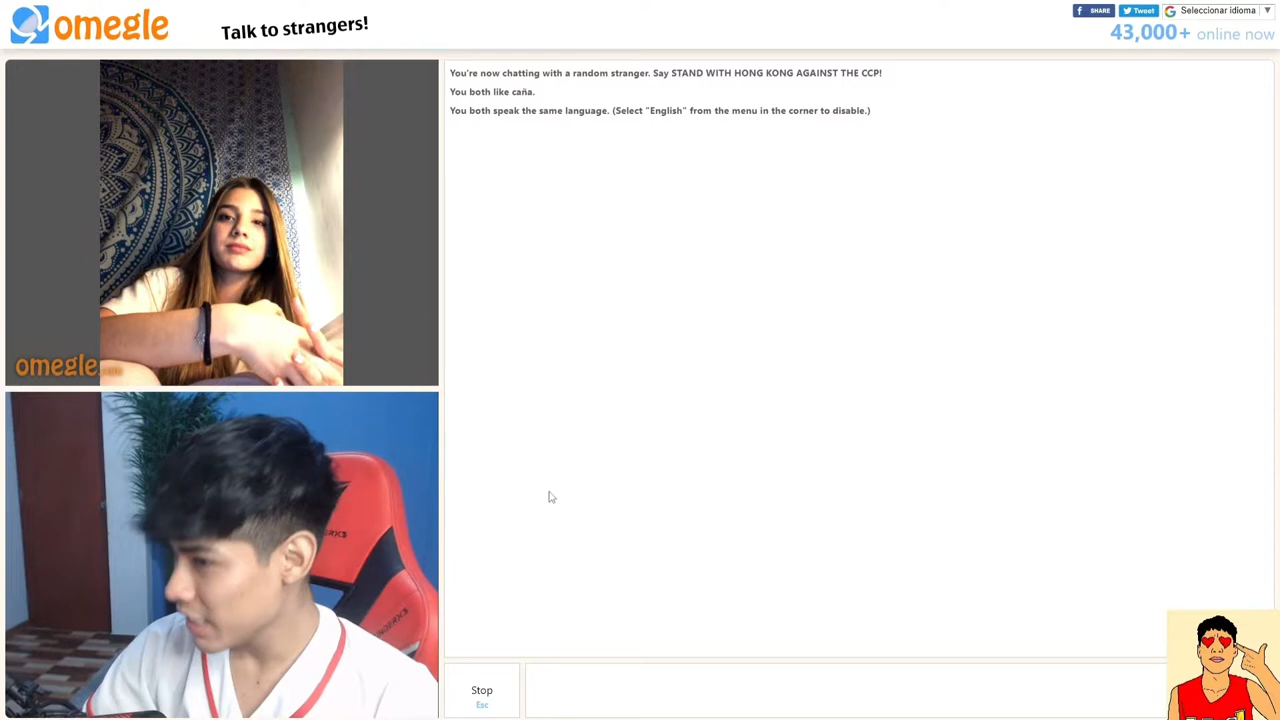 omegle
Talk to strangers!
f SHARE
Tweet
G Seleccionar idioma ▼
43,000+ online now
You're now chatting with a random stranger. Say STAND WITH HONG KONG AGAINST THE CCP!
You both like caña.
You both speak the same language. (Select "English" from the menu in the corner to disable.)
omegle
Stop
Esc